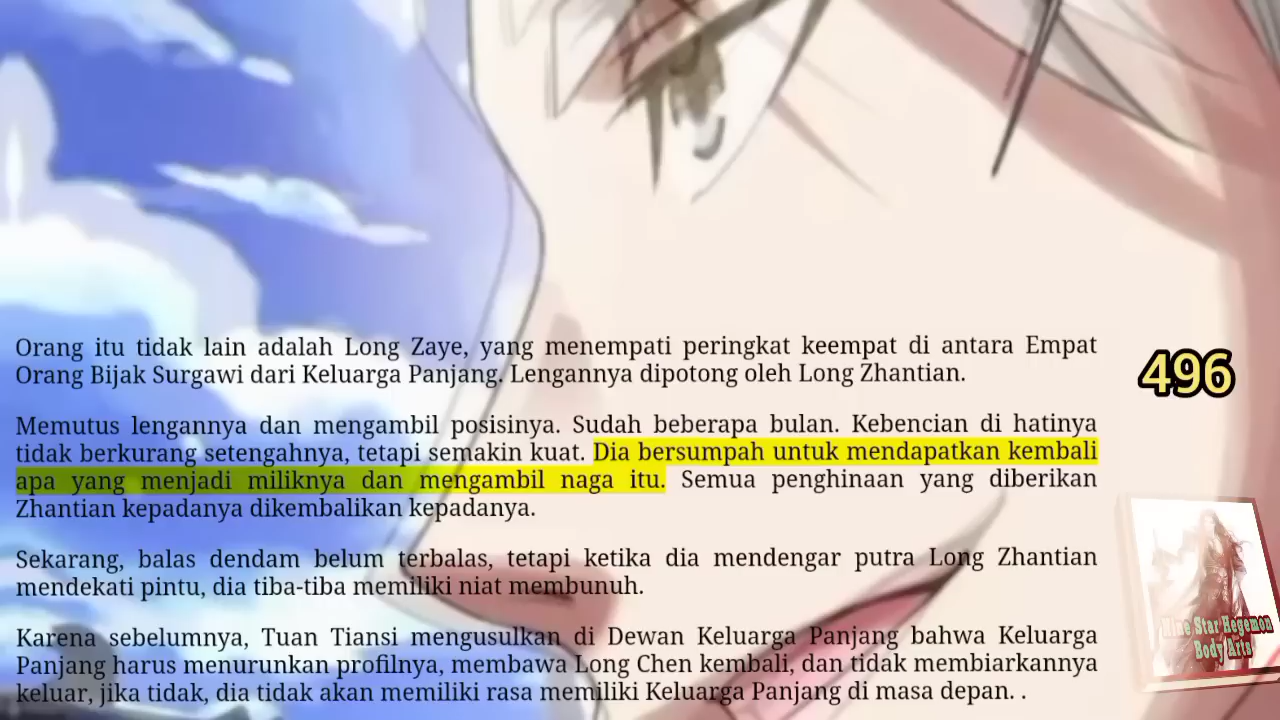 Orang itu tidak lain adalah Long Zaye, yang menempati peringkat keempat di antara Empat
Orang Bijak Surgawi dari Keluarga Panjang. Lengannya dipotong oleh Long Zhantian.
496
Memutus lengannya dan mengambil posisinya. Sudah beberapa bulan. Kebencian di hatinya
tidak berkurang setengahnya, tetapi semakin kuat. Dia bersumpah untuk mendapatkan kembali
apa yang menjadi miliknya dan mengambil naga itu. Semua penghinaan yang diberikan
Zhantian kepadanya dikembalikan kepadanya.
Sekarang, balas dendam belum terbalas, tetapi ketika dia mendengar putra Long Zhantian
mendekati pintu, dia tiba-tiba memiliki niat membunuh.
Karena sebelumnya, Tuan Tiansi mengusulkan di Dewan Keluarga Panjang bahwa Keluarga
Panjang harus menurunkan profilnya, membawa Long Chen kembali, dan tidak membiarkannya
keluar, jika tidak, dia tidak akan memiliki rasa memiliki Keluarga Panjang di masa depan. .
Nine Star Hegemon
Body Arts